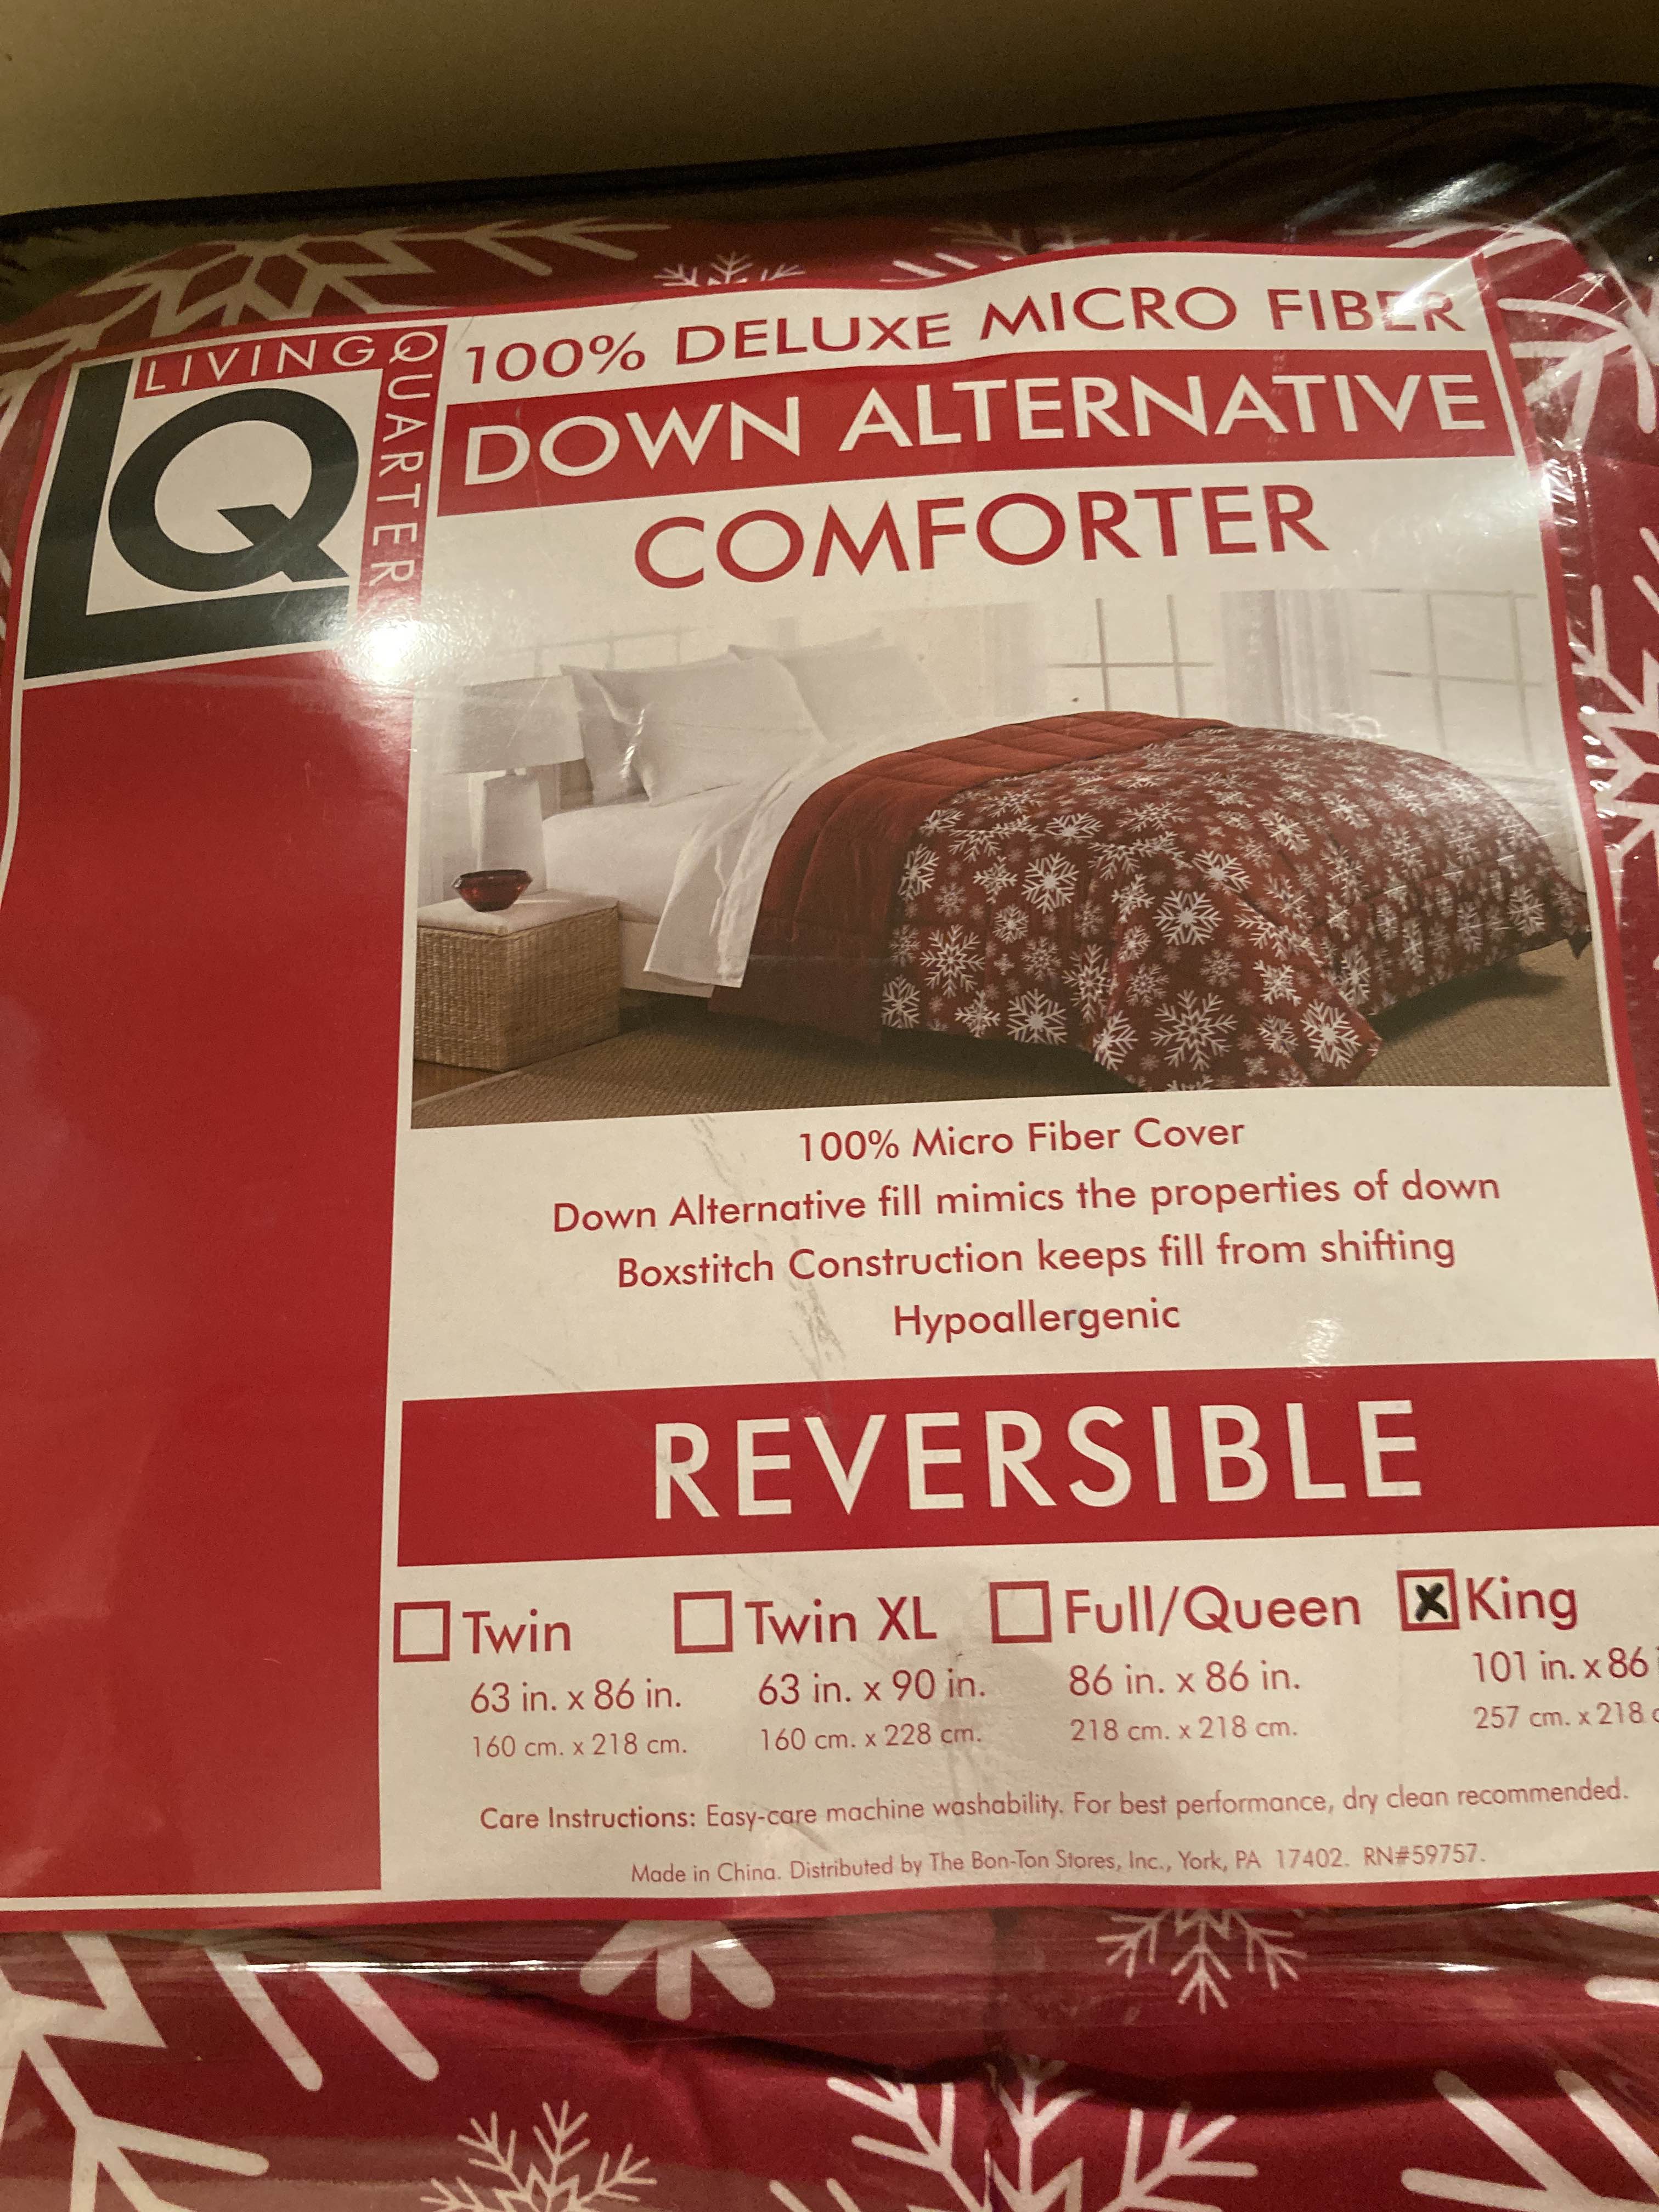 LIVING QUARTERS
LQ
100% DELUXE MICRO FIBER
DOWN ALTERNATIVE
COMFORTER
100% Micro Fiber Cover
Down Alternative fill mimics the properties of down
Boxstitch Construction keeps fill from shifting
Hypoallergenic
REVERSIBLE
Twin Twin XL Full/Queen X King
63 in. x 86 in. 63 in. x 90 in. 86 in. x 86 in. 101 in. x 86
160 cm. x 218 cm. 160 cm. x 228 cm. 218 cm. x 218 cm. 257 cm. x 218 c
Care Instructions: Easy-care machine washability. For best performance, dry clean recommended.
Made in China. Distributed by The Bon-Ton Stores, Inc., York, PA 17402. RN#59757.